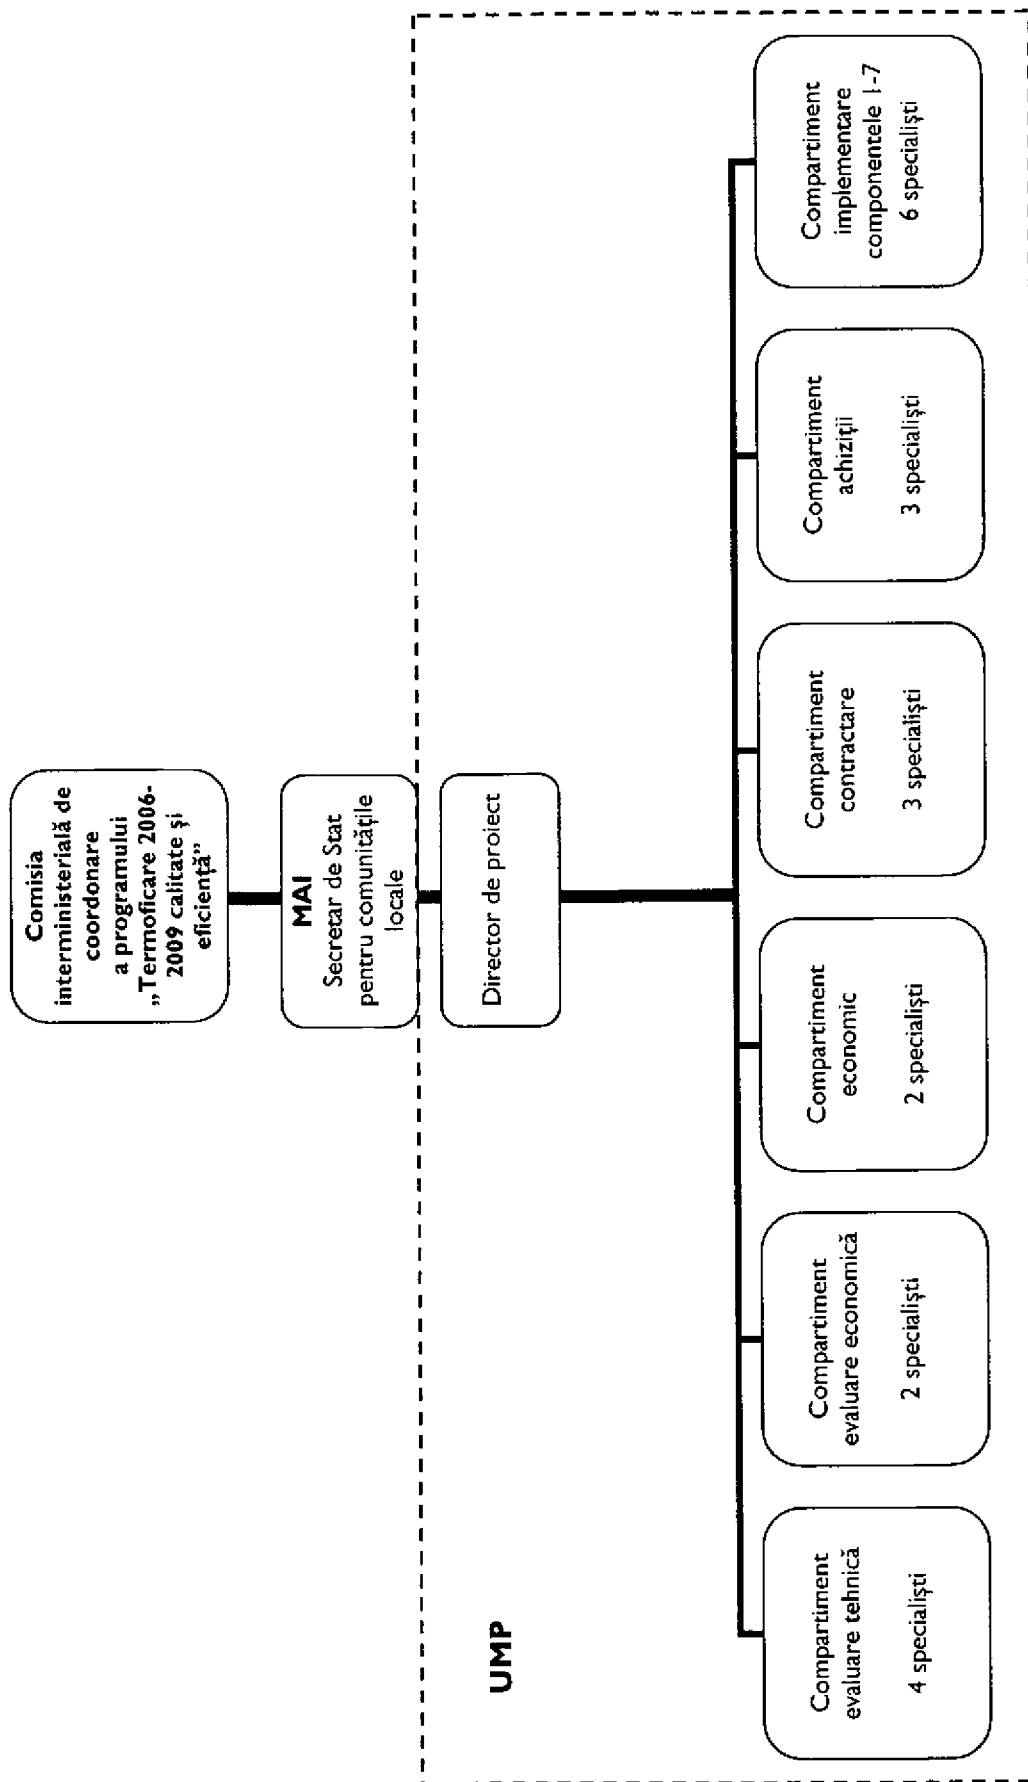 Comisia
interministerială de
coordonare
a programului
„Termoficare 2006-
2009 calitate și
eficiență”
MAI
Secretar de Stat
pentru comunitățile
locale
UMP
Director de proiect
Compartiment
evaluare tehnică
4 specialiști
Compartiment
evaluare economică
2 specialiști
Compartiment
economic
2 specialiști
Compartiment
contractare
3 specialiști
Compartiment
achiziții
3 specialiști
Compartiment
implementare
componentele 1-7
6 specialiști